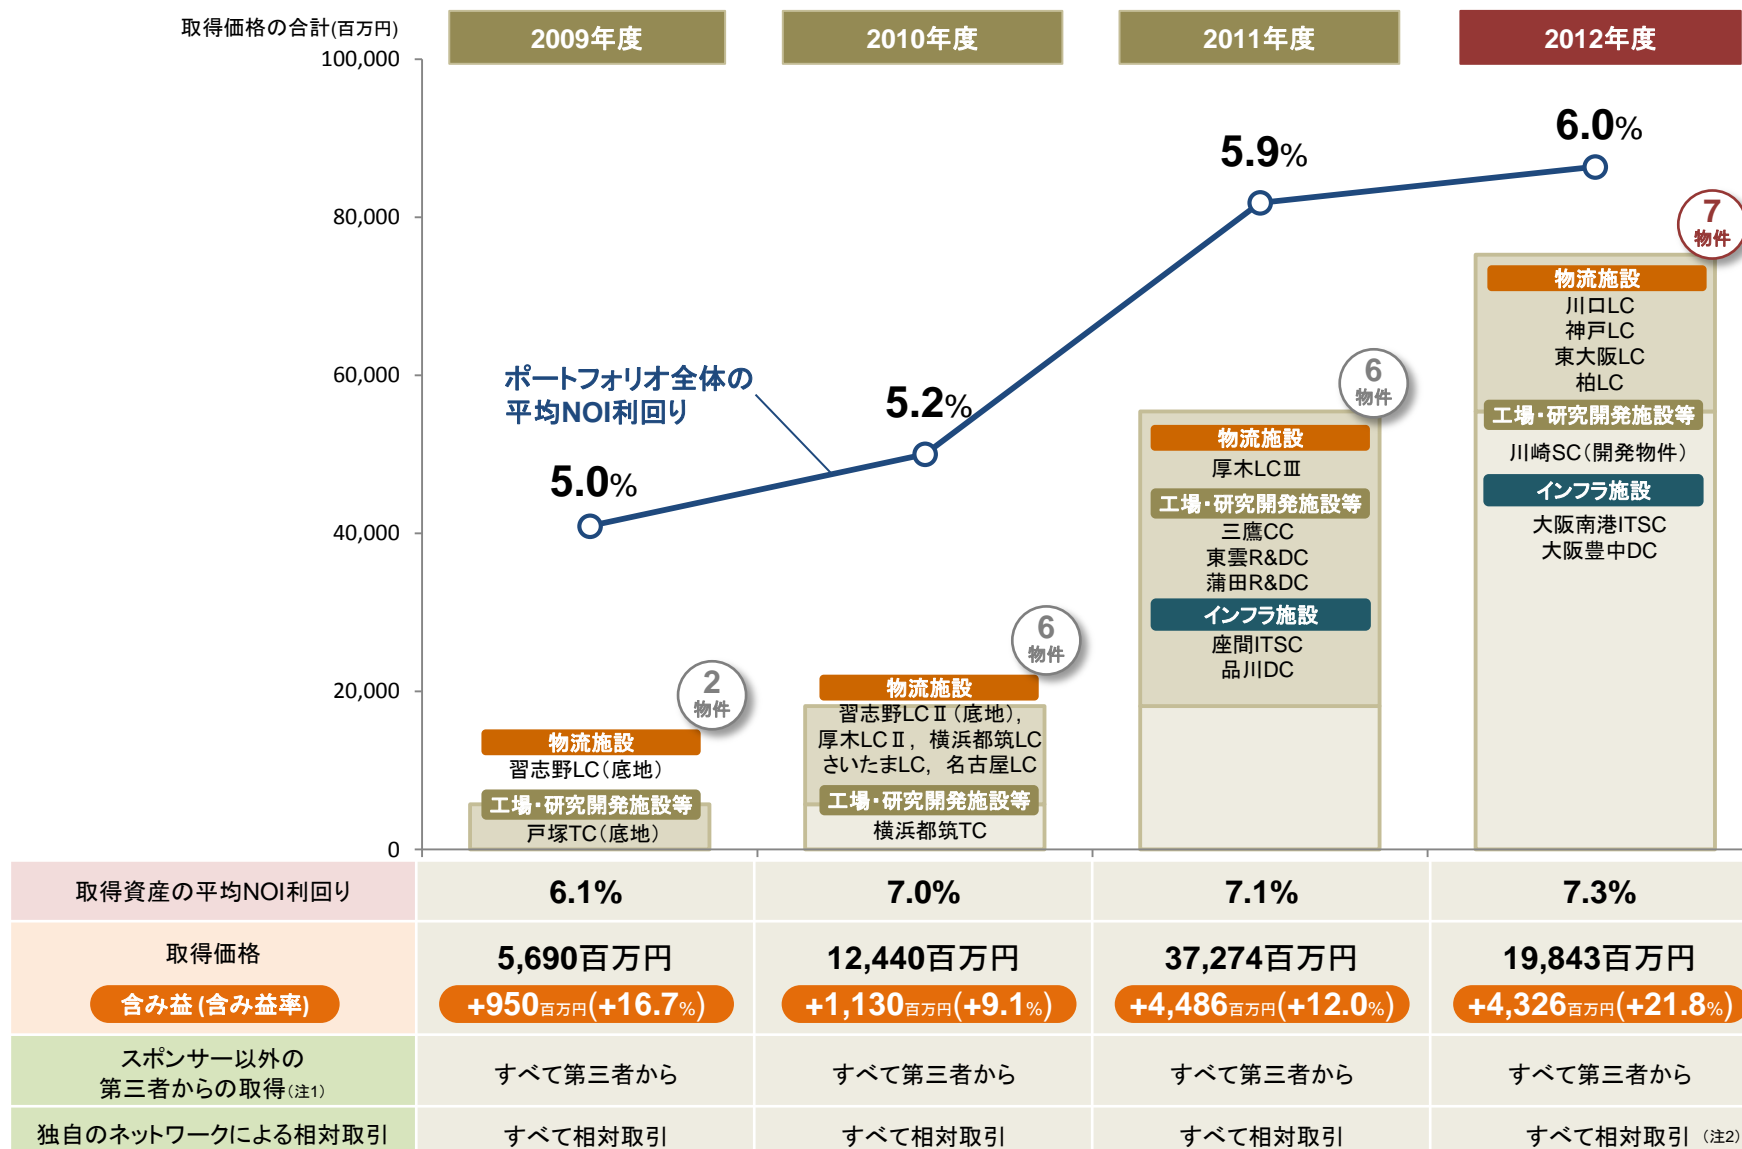 取得価格の合計(百万円)
2009年度
2010年度
2011年度
2012年度
100,000
80,000
60,000
40,000
20,000
0
5.0%
5.2%
5.9%
6.0%
ポートフォリオ全体の
平均NOI利回り
2
物件
物流施設
習志野LC(底地)
工場・研究開発施設等
戸塚TC(底地)
6
物件
物流施設
習志野LCⅡ(底地),
厚木LCⅡ, 横浜都筑LC
さいたまLC, 名古屋LC
工場・研究開発施設等
横浜都筑TC
6
物件
物流施設
厚木LCⅢ
工場・研究開発施設等
三鷹CC
東雲R&DC
蒲田R&DC
インフラ施設
座間ITSC
品川DC
7
物件
物流施設
川口LC
神戸LC
東大阪LC
柏LC
工場・研究開発施設等
川崎SC(開発物件)
インフラ施設
大阪南港ITSC
大阪豊中DC
取得資産の平均NOI利回り
6.1%
7.0%
7.1%
7.3%
取得価格
5,690百万円
12,440百万円
37,274百万円
19,843百万円
含み益 (含み益率)
+950百万円(+16.7%)
+1,130百万円(+9.1%)
+4,486百万円(+12.0%)
+4,326百万円(+21.8%)
スポンサー以外の
第三者からの取得(注1)
すべて第三者から
すべて第三者から
すべて第三者から
すべて第三者から
独自のネットワークによる相対取引
すべて相対取引
すべて相対取引
すべて相対取引
すべて相対取引 (注2)